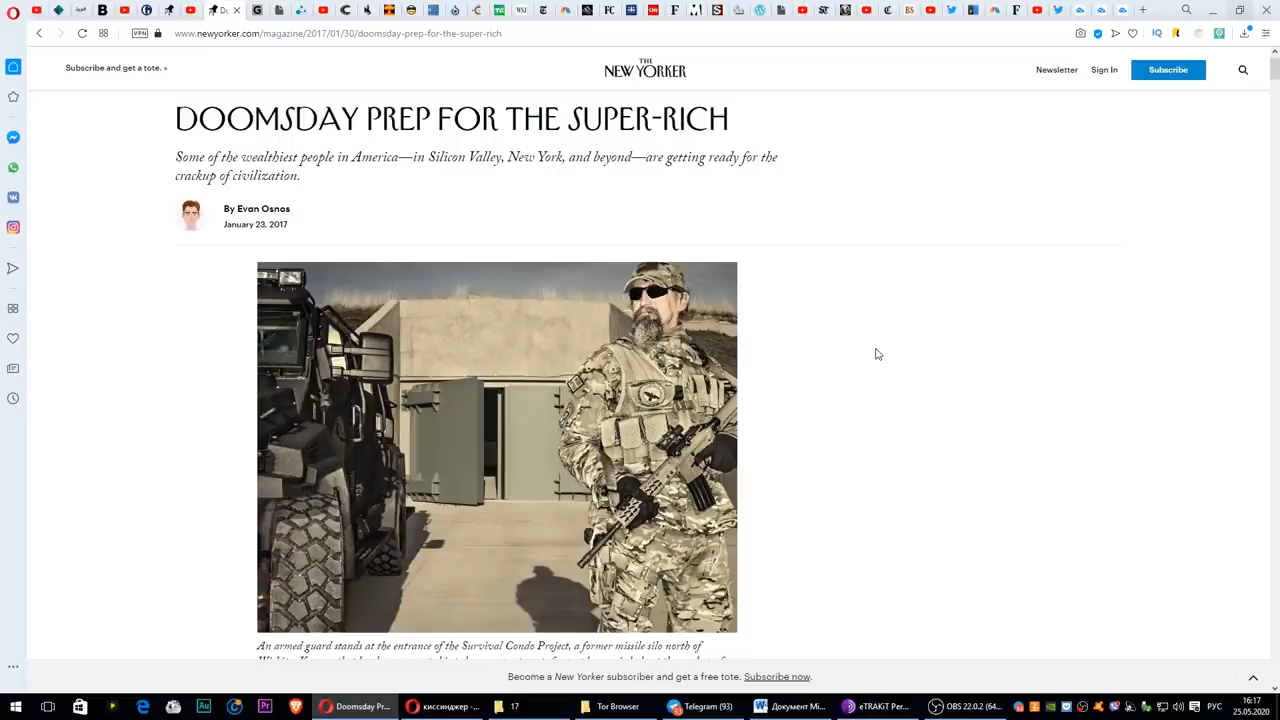 VPN
www.newyorker.com/magazine/2017/01/30/doomsday-prep-for-the-super-rich
Subscribe and get a tote. »
THE
NEW YORKER
Newsletter
Sign In
Subscribe
DOOMSDAY PREP FOR THE SUPER-RICH
Some of the wealthiest people in America—in Silicon Valley, New York, and beyond—are getting ready for the
crackup of civilization.
By Evan Osnos
January 23, 2017
An armed guard stands at the entrance of the Survival Condo Project, a former missile silo north of
Become a New Yorker subscriber and get a free tote. Subscribe now.
Doomsday Pr...
киссинджер -...
17
Tor Browser
Telegram (93)
Документ Mi...
eTRAKiT Per...
OBS 22.0.2 (64...
РУС
16:17
25.05.2020